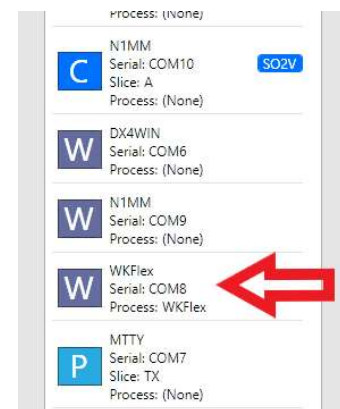 Process: (None)
N1MM
C
Serial: COM10
SO2V
Slice: A
Process: (None)
DX4WIN
W
Serial: COM6
Process: (None)
N1MM
W
Serial: COM9
Process: (None)
WKFlex
W
Serial: COM8
Process: WKFlex
MTTY
P
Serial: COM7
Slice: TX
Process: (None)